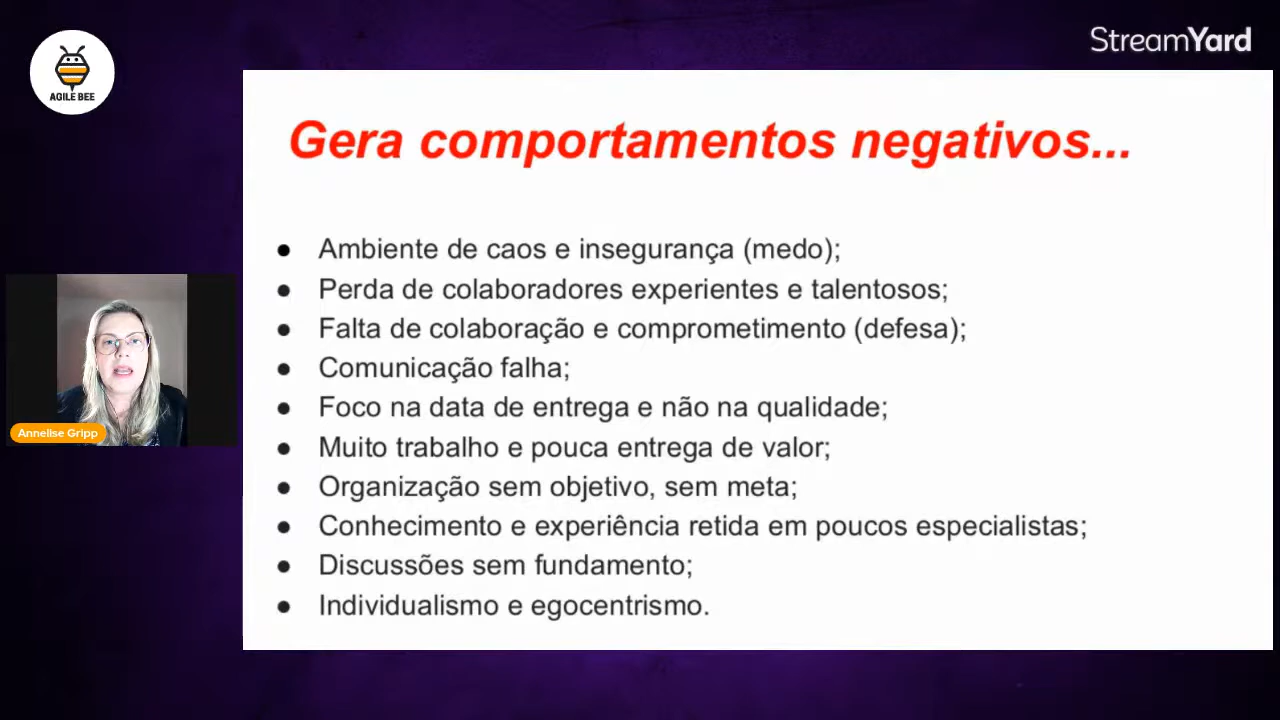 AGILE BEE
StreamYard
Gera comportamentos negativos...
● Ambiente de caos e insegurança (medo);
● Perda de colaboradores experientes e talentosos;
● Falta de colaboração e comprometimento (defesa);
● Comunicação falha;
● Foco na data de entrega e não na qualidade;
● Muito trabalho e pouca entrega de valor;
● Organização sem objetivo, sem meta;
● Conhecimento e experiência retida em poucos especialistas;
● Discussões sem fundamento;
● Individualismo e egocentrismo.
Annelise Gripp